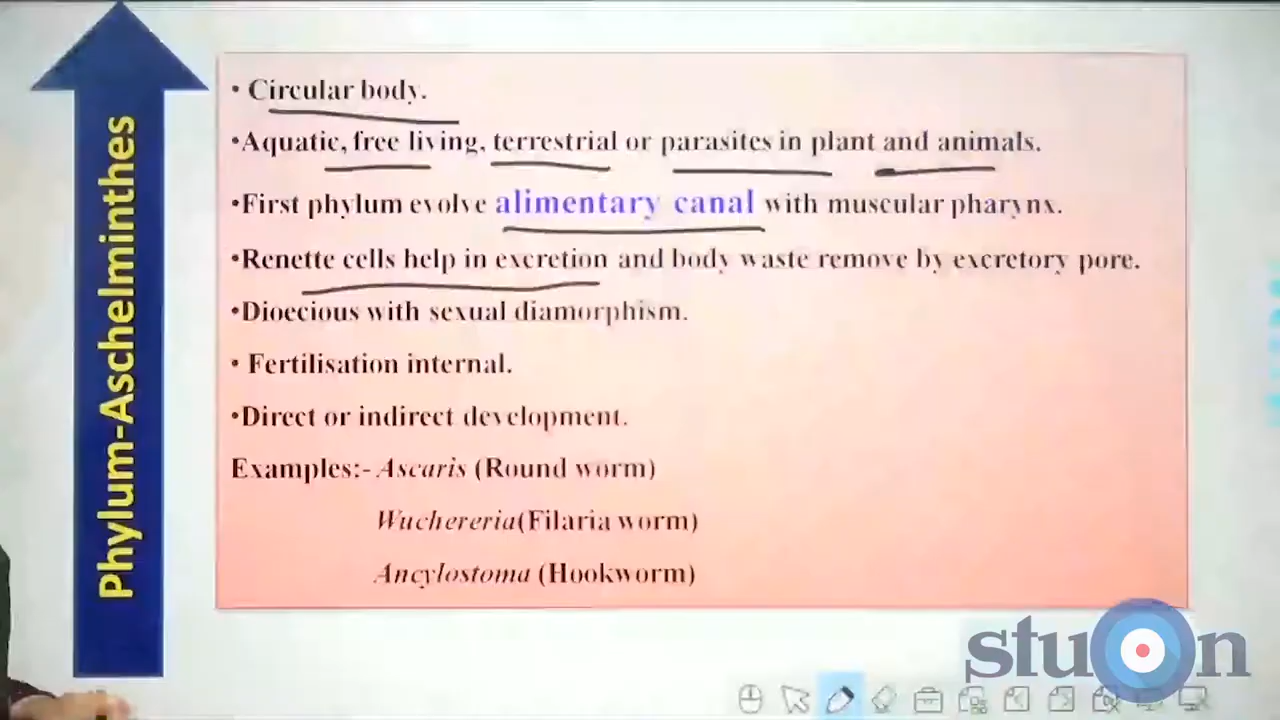 Phylum-Aschelminthes
• Circular body.
•Aquatic, free living, terrestrial or parasites in plant and animals.
•First phylum evolve alimentary canal with muscular pharynx.
•Renette cells help in excretion and body waste remove by excretory pore.
•Dioecious with sexual diamorphism.
• Fertilisation internal.
•Direct or indirect development.
Examples:- Ascaris (Round worm)
Wuchereria(Filaria worm)
Ancylostoma (Hookworm)
stuOn